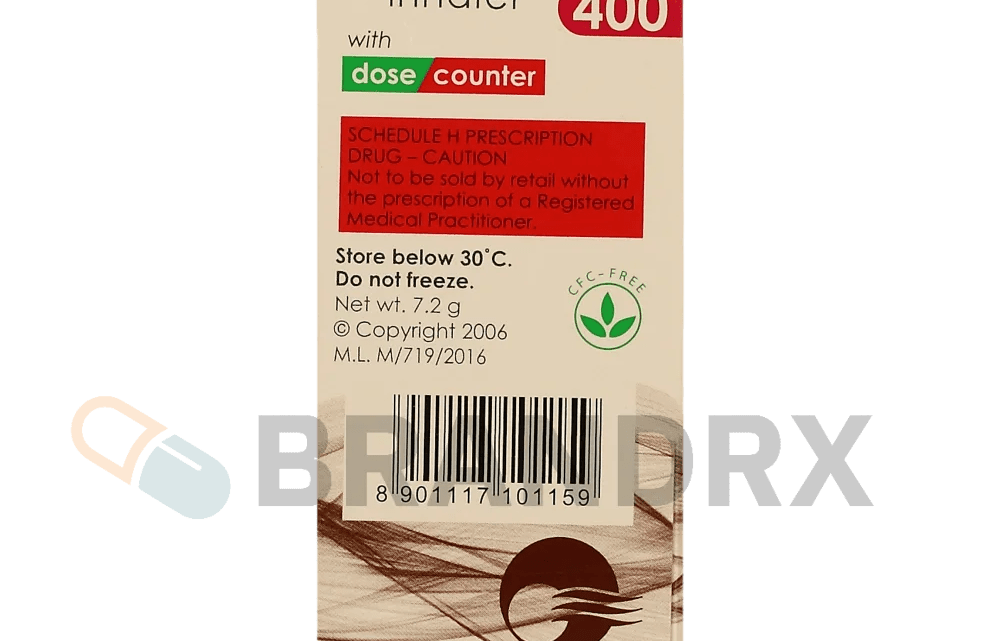 Inhaler
400
with
dose counter
SCHEDULE H PRESCRIPTION
DRUG – CAUTION
Not to be sold by retail without
the prescription of a Registered
Medical Practitioner.
Store below 30°C.
Do not freeze.
Net wt. 7.2 g
© Copyright 2006
M.L. M/719/2016
CFC-FREE
8 901117 101159
BRANDRX